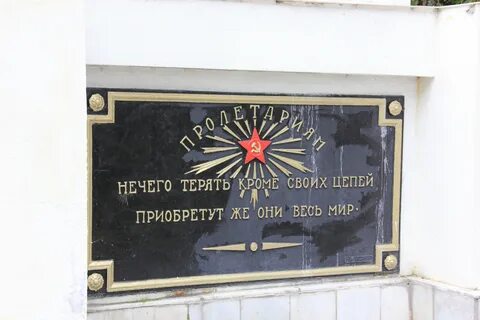 ПРОЛЕТАРИЯМ
НЕЧЕГО ТЕРЯТЬ КРОМЕ СВОИХ ЦЕПЕЙ
ПРИОБРЕТУТ ЖЕ ОНИ ВЕСЬ МИР.